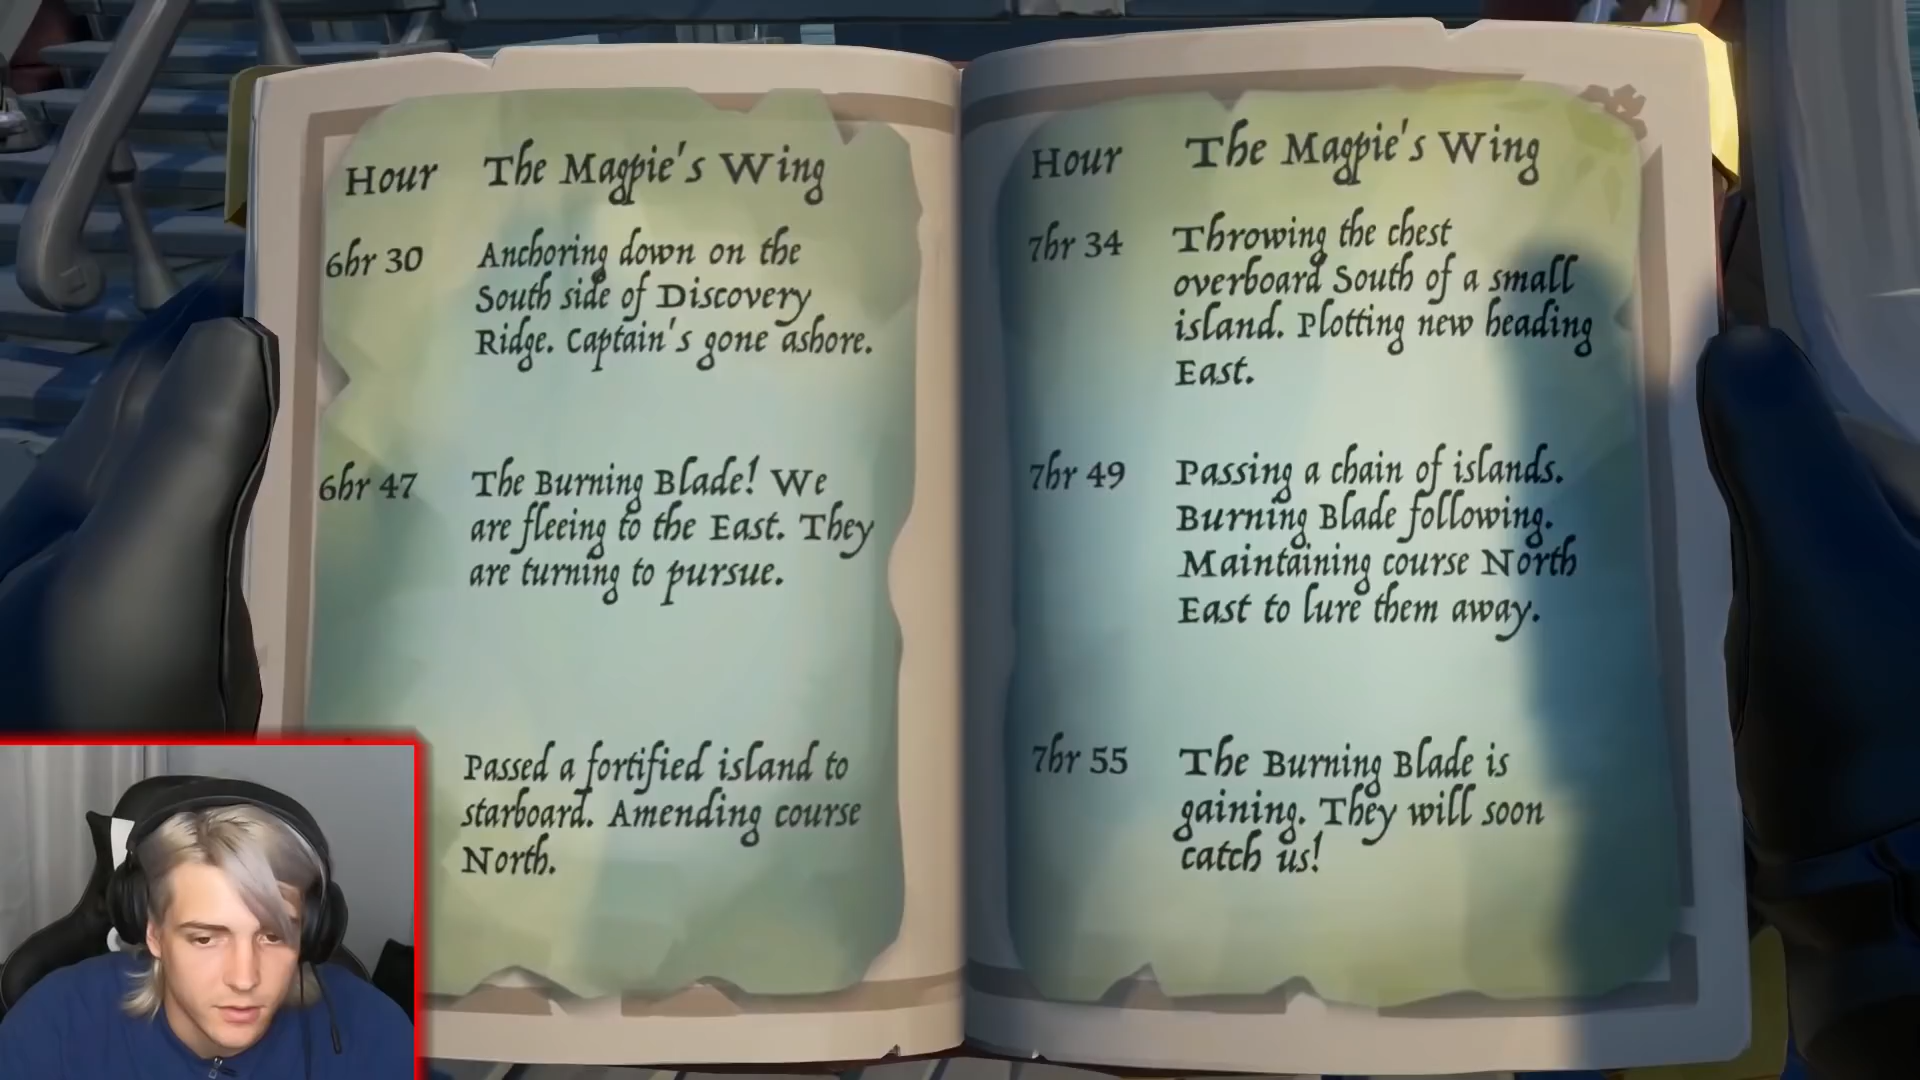 Hour The Magpie's Wing
6hr 30 Anchoring down on the
South side of Discovery
Ridge. Captain's gone ashore.
6hr 47 The Burning Blade! We
are fleeing to the East. They
are turning to pursue.
Passed a fortified island to
starboard. Amending course
North.
Hour The Magpie's Wing
7hr 34 Throwing the chest
overboard South of a small
island. Plotting new heading
East.
7hr 49 Passing a chain of islands.
Burning Blade following.
Maintaining course North
East to lure them away.
7hr 55 The Burning Blade is
gaining. They will soon
catch us!